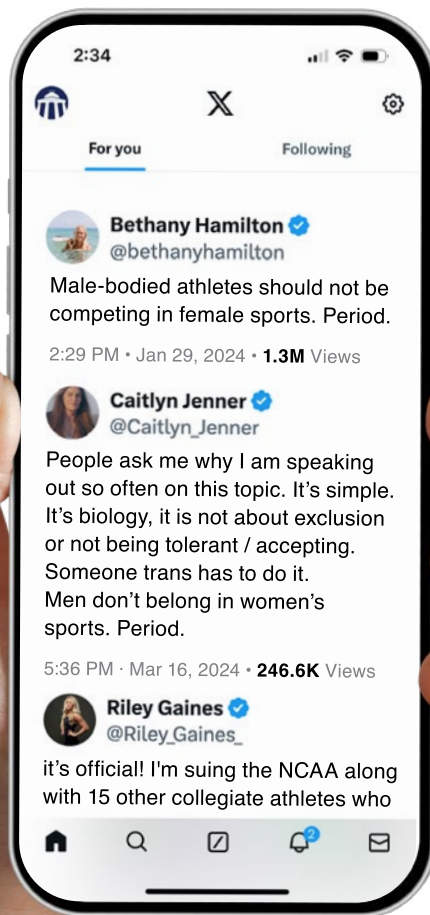 2:34
X
For you Following
Bethany Hamilton
@bethanyhamilton
Male-bodied athletes should not be
competing in female sports. Period.
2:29 PM • Jan 29, 2024 • 1.3M Views
Caitlyn Jenner
@Caitlyn_Jenner
People ask me why I am speaking
out so often on this topic. It’s simple.
It’s biology, it is not about exclusion
or not being tolerant / accepting.
Someone trans has to do it.
Men don’t belong in women’s
sports. Period.
5:36 PM · Mar 16, 2024 • 246.6K Views
Riley Gaines
@Riley_Gaines_
it’s official! I'm suing the NCAA along
with 15 other collegiate athletes who
2